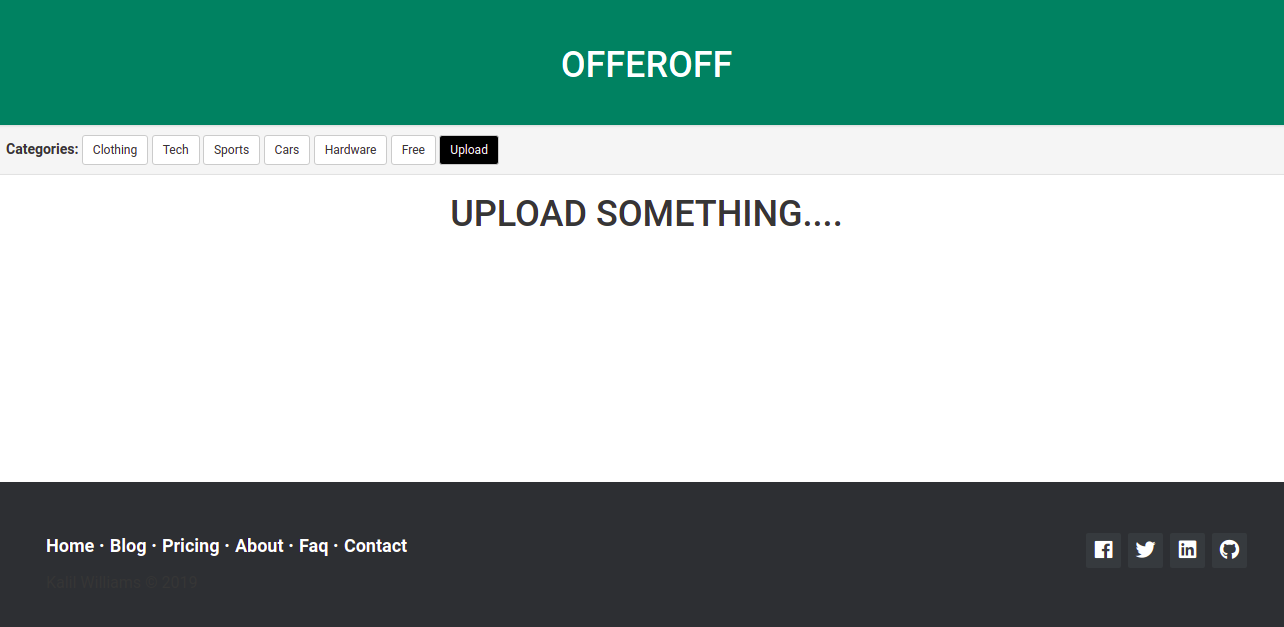 OFFEROFF
Categories: Clothing Tech Sports Cars Hardware Free Upload
UPLOAD SOMETHING....
Home · Blog · Pricing · About · Faq · Contact
Williams © 2019